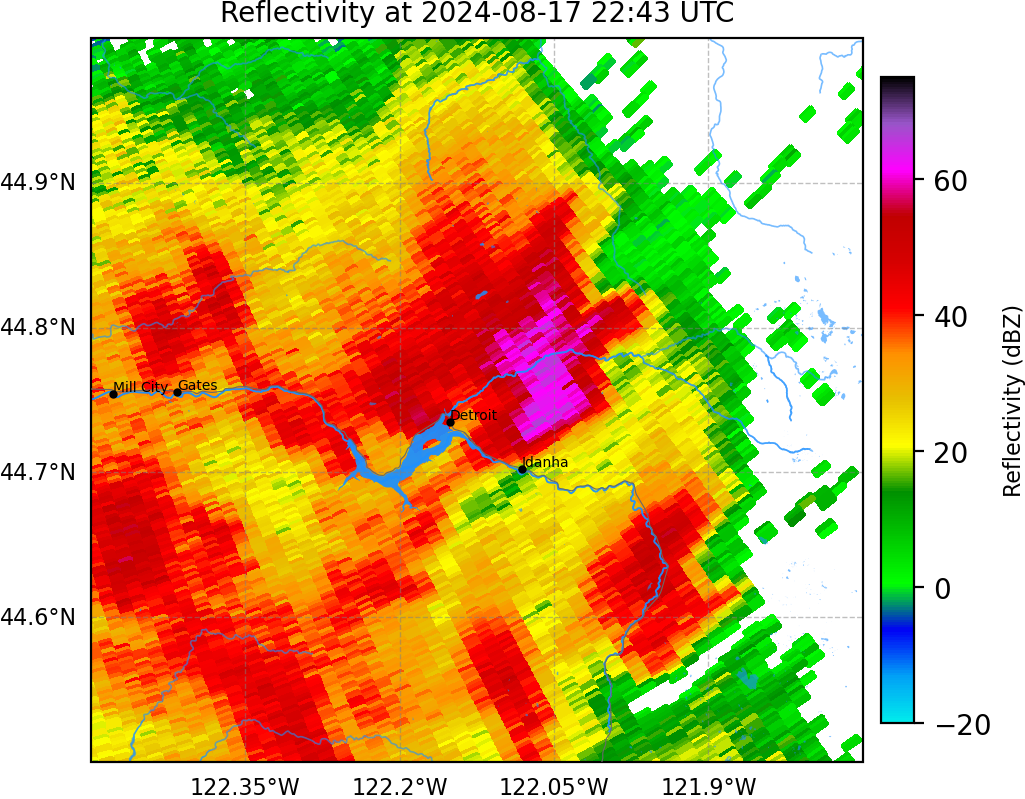 Reflectivity at 2024-08-17 22:43 UTC
44.9°N
44.8°N
44.7°N
44.6°N
Mill City
Gates
Detroit
Idanha
122.35°W
122.2°W
122.05°W
121.9°W
60
40
20
0
−20
Reflectivity (dBZ)